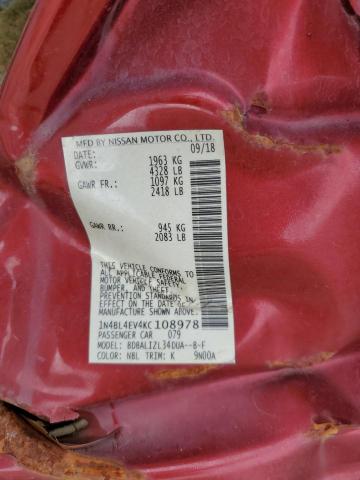 MFD BY NISSAN MOTOR CO., LTD.
DATE: 09/18
GVWR: 1963 KG
4328 LB
GAWR FR.: 1097 KG
2418 LB
GAWR RR.: 945 KG
2083 LB
THIS VEHICLE CONFORMS
ALL APPLICABLE FEDERAL
MOTOR VEHICLE SAFETY
BUMPER, AND THEFT
PREVENTION STANDARDS
IN EFFECT ON THE DATE OF
MANUFACTURE SHOWN ABOVE.
1N4BL4EV4KC108978
PASSENGER CAR 079
MODEL: BDBALIZL34DUA--B-F
COLOR: NBL TRIM: K 9N00A